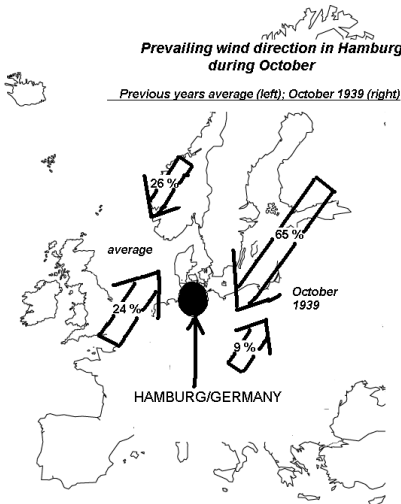 Prevailing wind direction in Hamburg
during October
Previous years average (left); October 1939 (right)
26 %
65 %
average
October
1939
24 %
9 %
HAMBURG/GERMANY